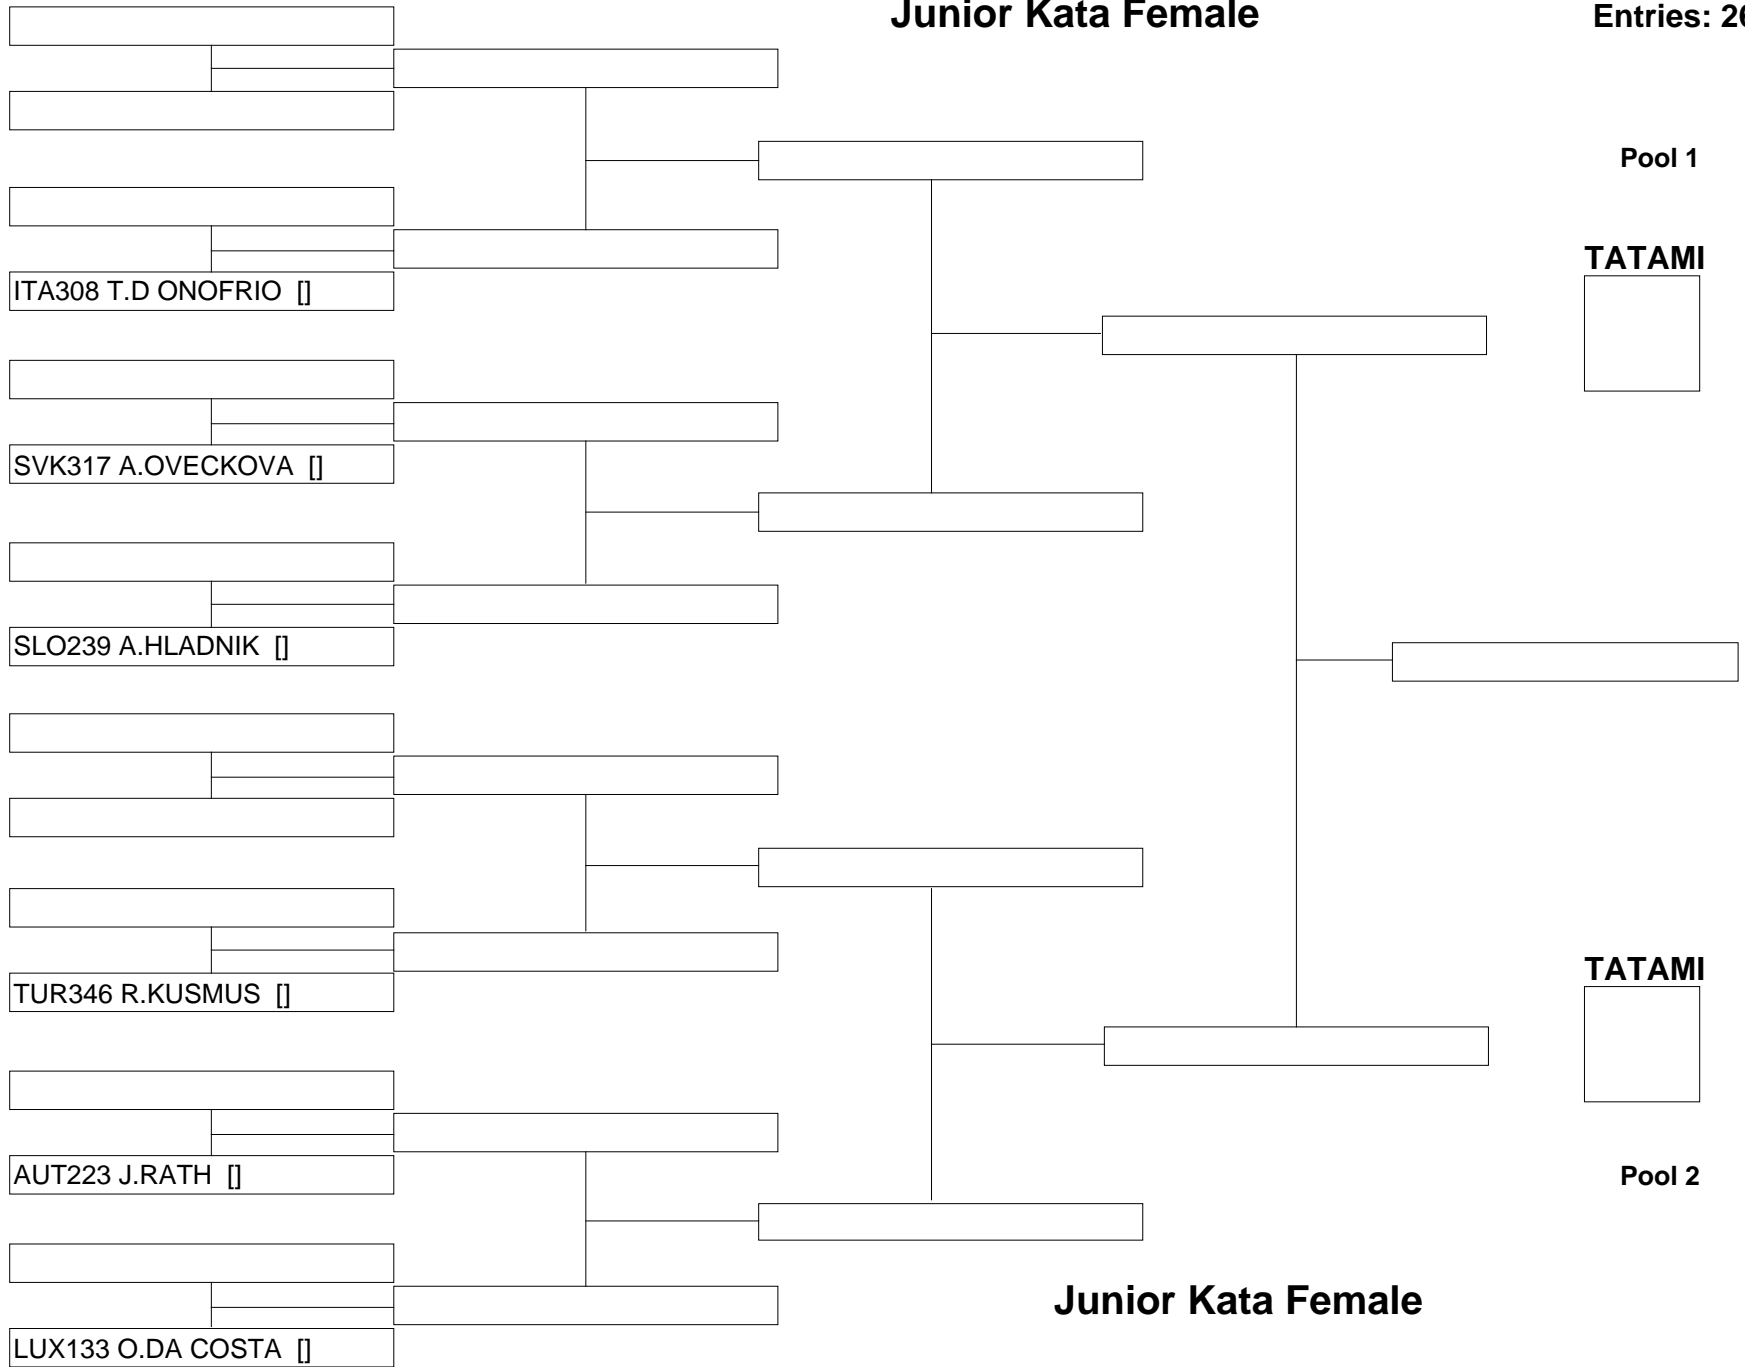 Junior Kata Female
Entries: 26
Pool 1
TATAMI
ITA308 T.D ONOFRIO []
SVK317 A.OVECKOVA []
SLO239 A.HLADNIK []
TUR346 R.KUSMUS []
TATAMI
AUT223 J.RATH []
Pool 2
Junior Kata Female
LUX133 O.DA COSTA []